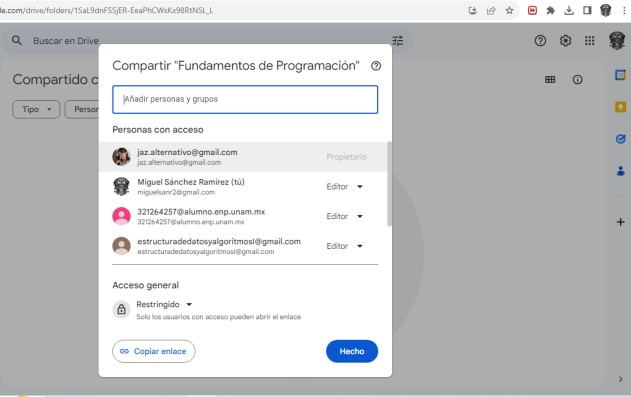 le.com/drive/folders/1SaL9dnFSSjER-EeaPhCWsKx98RtNSL_L
Buscar en Drive
Compartido c
Tipo
Person
Compartir "Fundamentos de Programación"
Añadir personas y grupos
Personas con acceso
jaz.alternativo@gmail.com
jaz.alternativo@gmail.com
Propietario
Miguel Sánchez Ramírez (tú)
miguelsanr2@gmail.com
Editor
321264257@alumno.enp.unam.mx
321264257@alumno.enp.unam.mx
Editor
estructuradedatosyalgoritmosI@gmail.com
estructuradedatosyalgoritmosI@gmail.com
Editor
Acceso general
Restringido
Solo los usuarios con acceso pueden abrir el enlace
Copiar enlace
Hecho